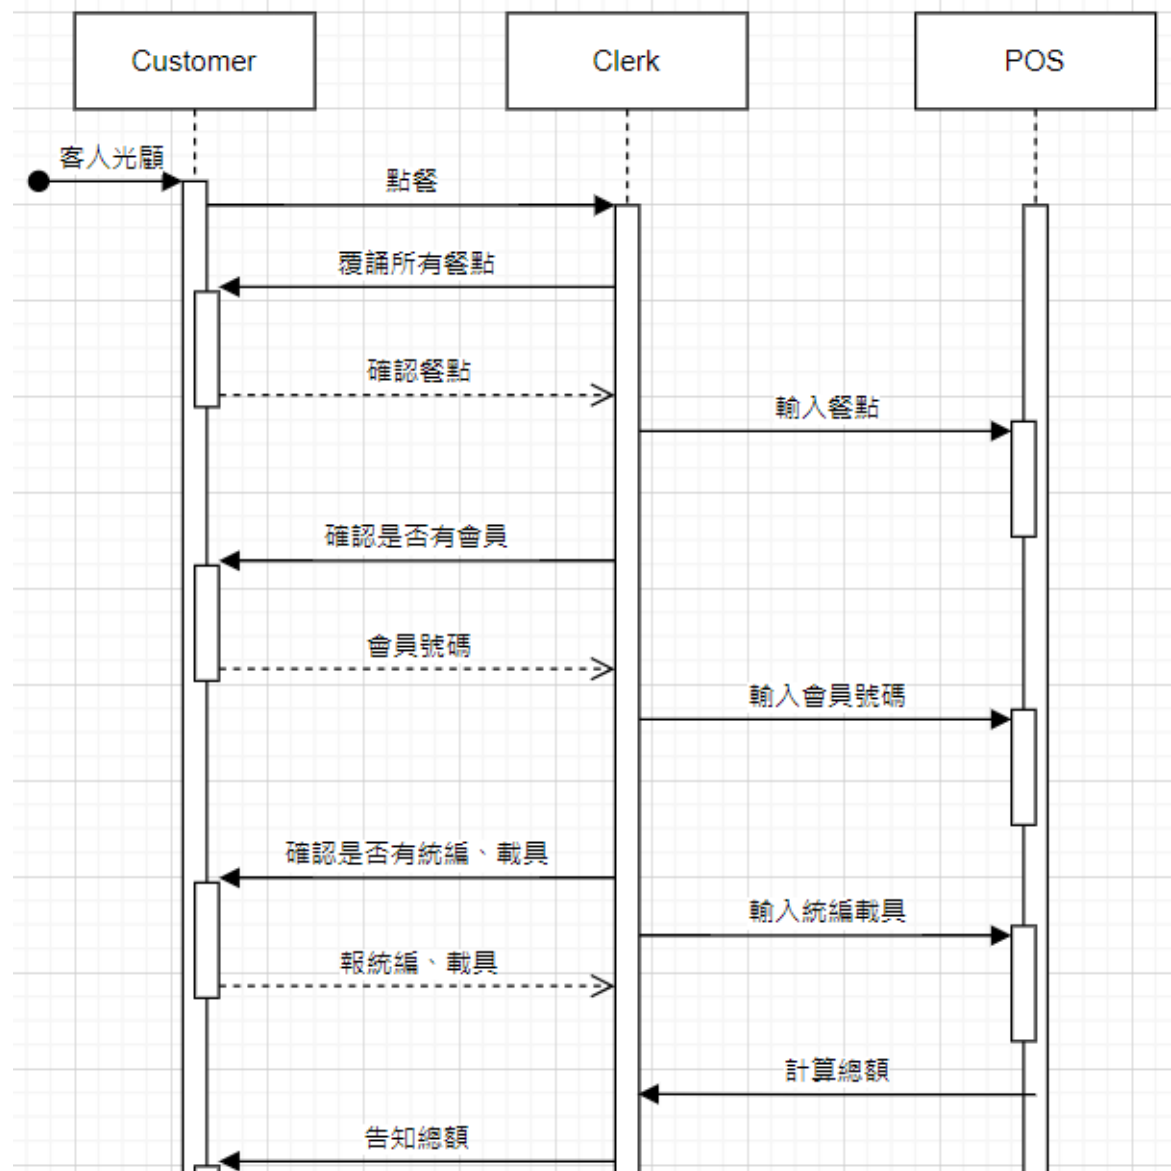 Customer
Clerk
POS
客人光顧
點餐
覆誦所有餐點
確認餐點
輸入餐點
確認是否有會員
會員號碼
輸入會員號碼
確認是否有統編、載具
輸入統編載具
報統編、載具
計算總額
告知總額